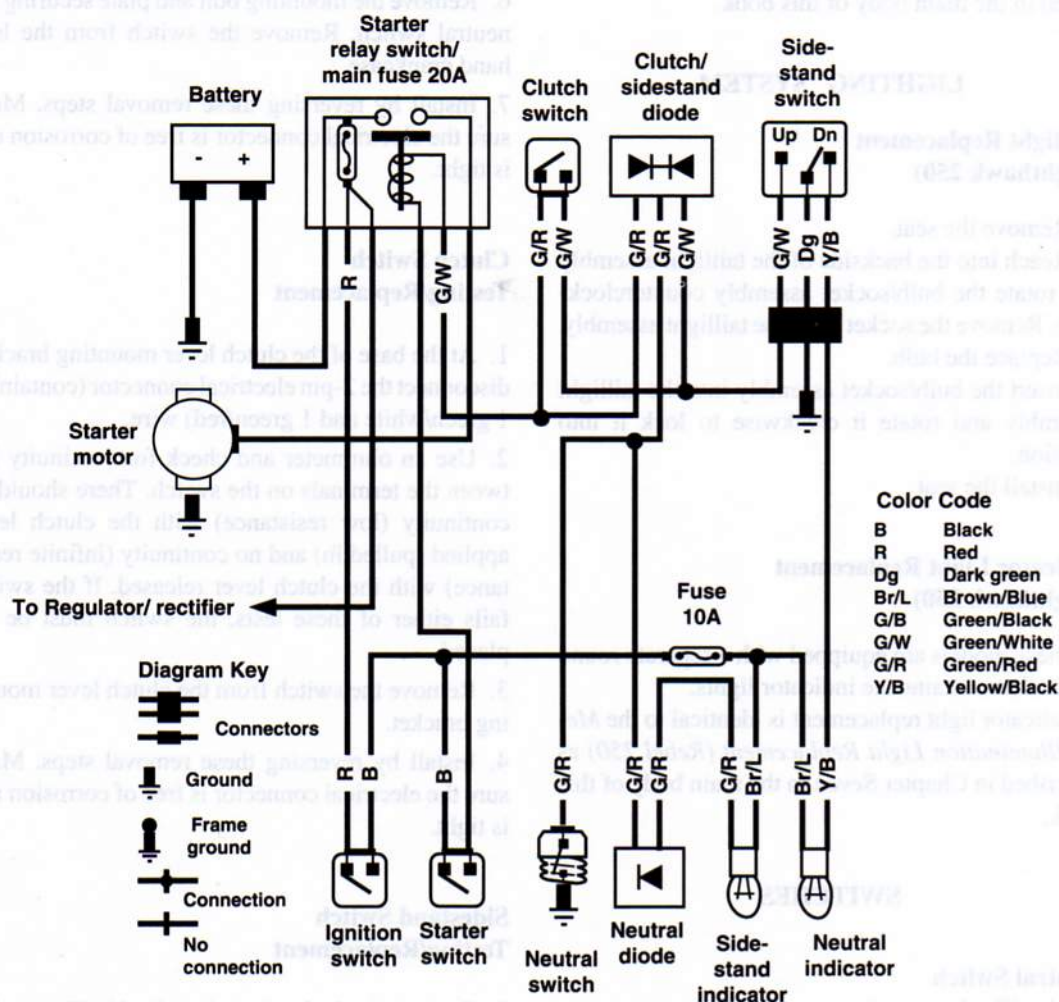 Starter
relay switch/
main fuse 20A
Battery
- +
Clutch
switch
Clutch/
sidestand
diode
Side-
stand
switch
Up Dn
R
G/W
G/R
G/W
G/R
G/R
G/W
G/W
Dg
Y/B
Starter
motor
To Regulator/ rectifier
Fuse
10A
Color Code
B Black
R Red
Dg Dark green
Br/L Brown/Blue
G/B Green/Black
G/W Green/White
G/R Green/Red
Y/B Yellow/Black
Diagram Key
Connectors
Ground
Frame
ground
Connection
No
connection
R
B
B
G/R
G/R
G/R
G/R
Br/L
Br/L
Y/B
Ignition
switch
Starter
switch
Neutral
switch
Neutral
diode
Side-
stand
indicator
Neutral
indicator